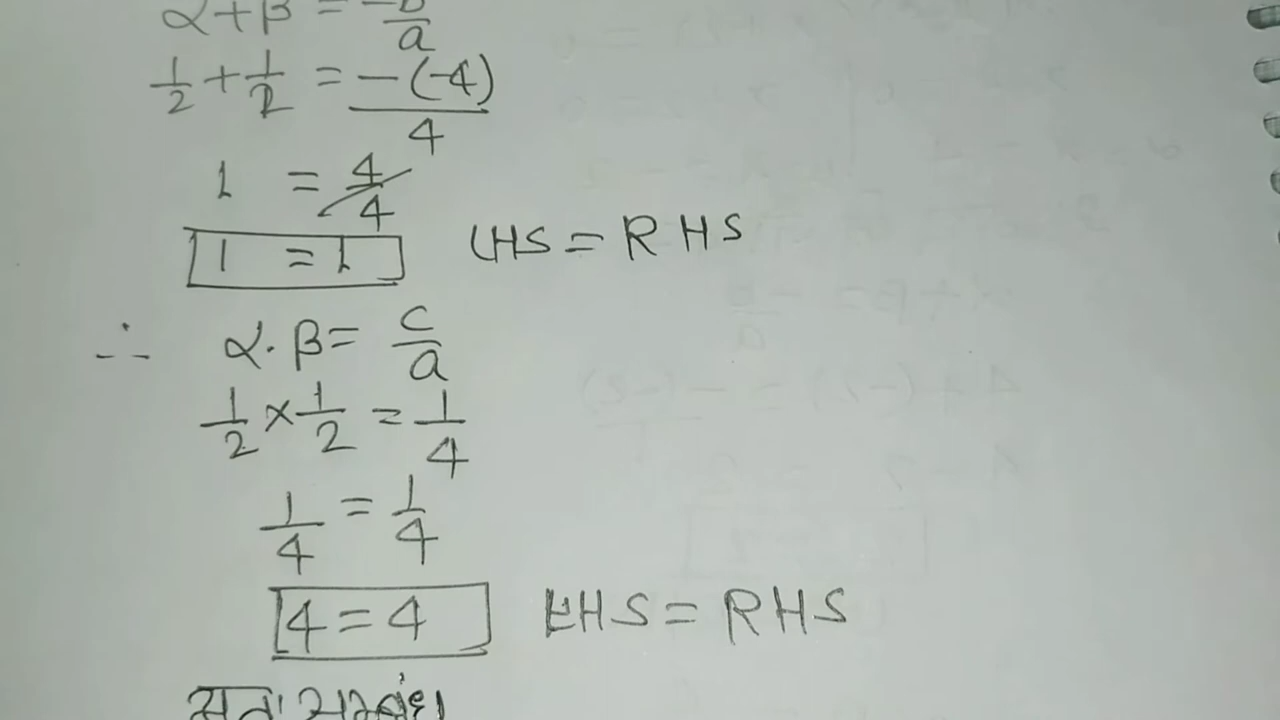 α+β = -b/a
1/2 + 1/2 = -(-4)/4
1 = 4/4
1 = 1 LHS = RHS
∴ α·β = c/a
1/2 × 1/2 = 1/4
1/4 = 1/4
4 = 4 LHS = RHS